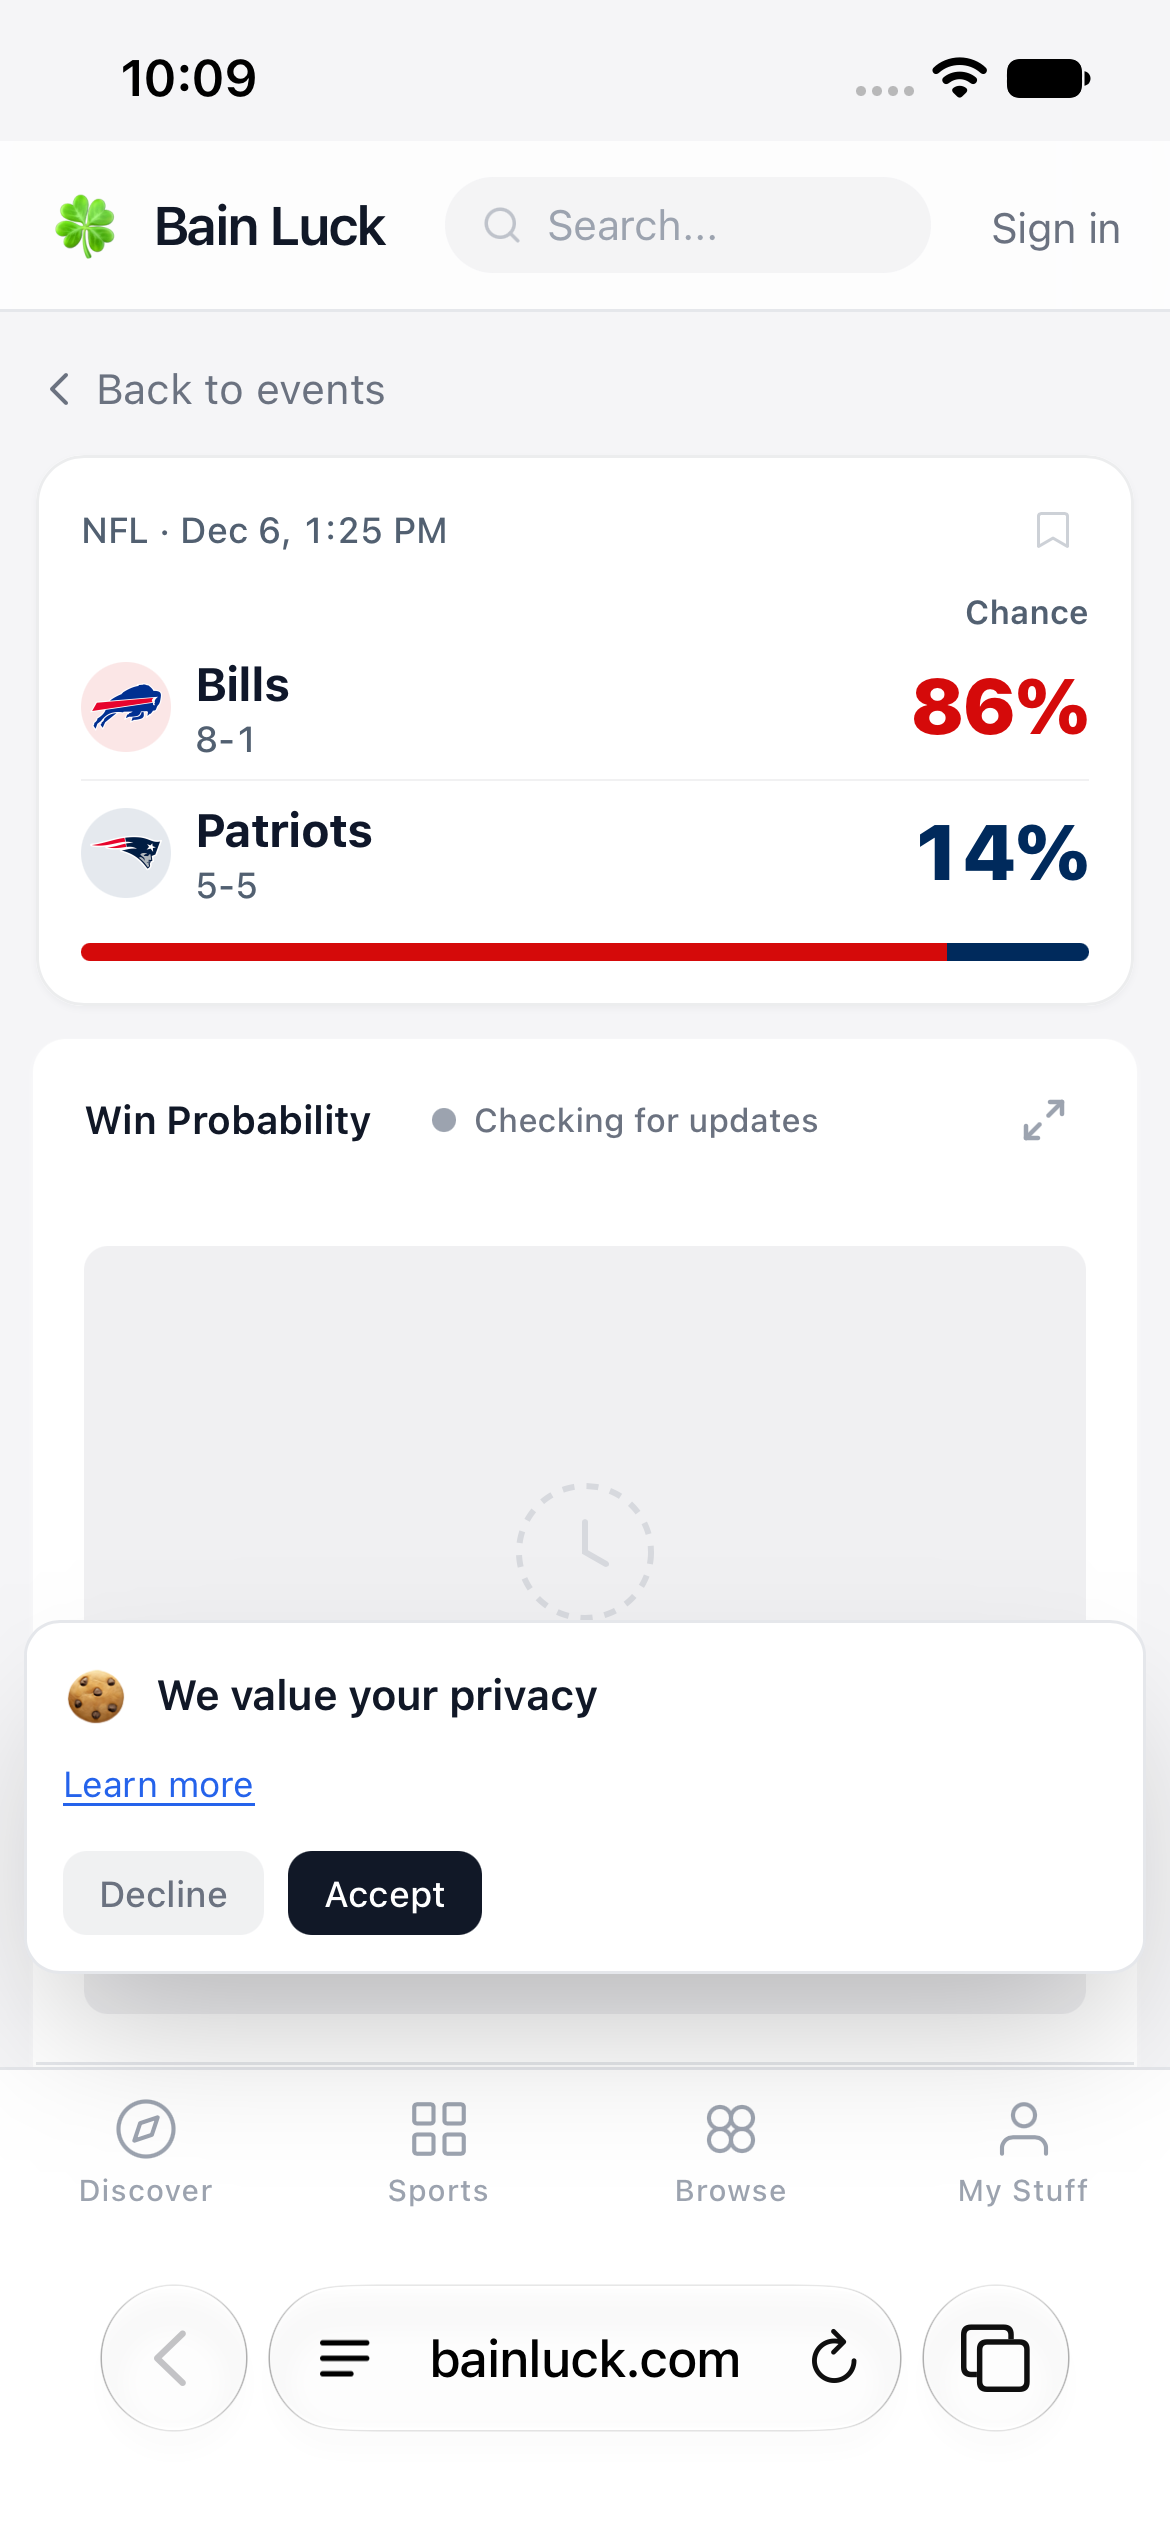 10:09
Bain Luck
Search...
Sign in
Back to events
NFL · Dec 6, 1:25 PM
Chance
Bills
86%
8-1
Patriots
14%
5-5
Win Probability
Checking for updates
We value your privacy
Learn more
Decline
Accept
Discover
Sports
Browse
My Stuff
bainluck.com